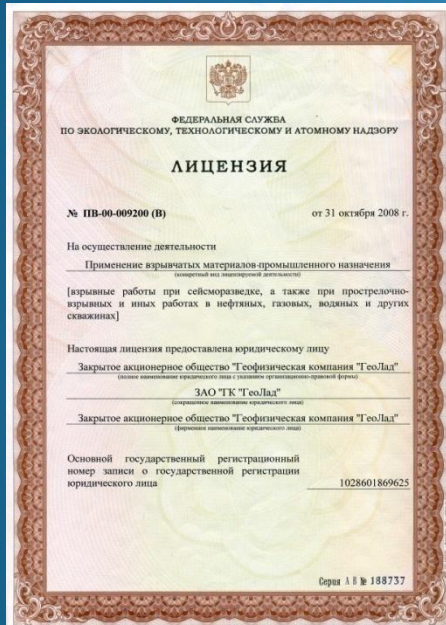 ФЕДЕРАЛЬНАЯ СЛУЖБА
ПО ЭКОЛОГИЧЕСКОМУ, ТЕХНОЛОГИЧЕСКОМУ И АТОМНОМУ НАДЗОРУ
ЛИЦЕНЗИЯ
№ ПВ-00-009200 (В) от 31 октября 2008 г.
На осуществление деятельности
Применение взрывчатых материалов промышленного назначения
(конкретный вид лицензируемой деятельности)
[взрывные работы при сейсморазведке, а также при прострелочно-
взрывных и иных работах в нефтяных, газовых, водяных и других
скважинах]
Настоящая лицензия предоставлена юридическому лицу
Закрытое акционерное общество "Геофизическая компания "ГеоЛад"
(полное наименование юридического лица с указанием организационно-правовой формы)
ЗАО "ГК "ГеоЛад"
(сокращенное наименование юридического лица)
Закрытое акционерное общество "Геофизическая компания "ГеоЛад"
(фирменное наименование юридического лица)
Основной государственный регистрационный
номер записи о государственной регистрации
юридического лица 1028601869625
Серия А В № 188737